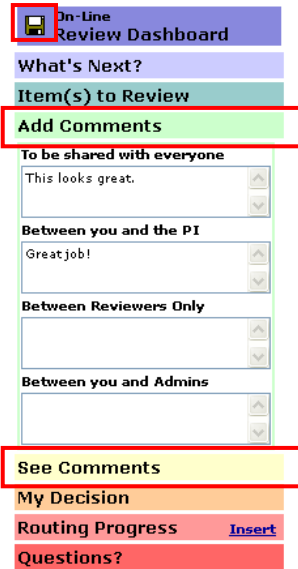 On-Line
Review Dashboard
What's Next?
Item(s) to Review
Add Comments
To be shared with everyone
This looks great.
Between you and the PI
Great job!
Between Reviewers Only
Between you and Admins
See Comments
My Decision
Routing Progress Insert
Questions?